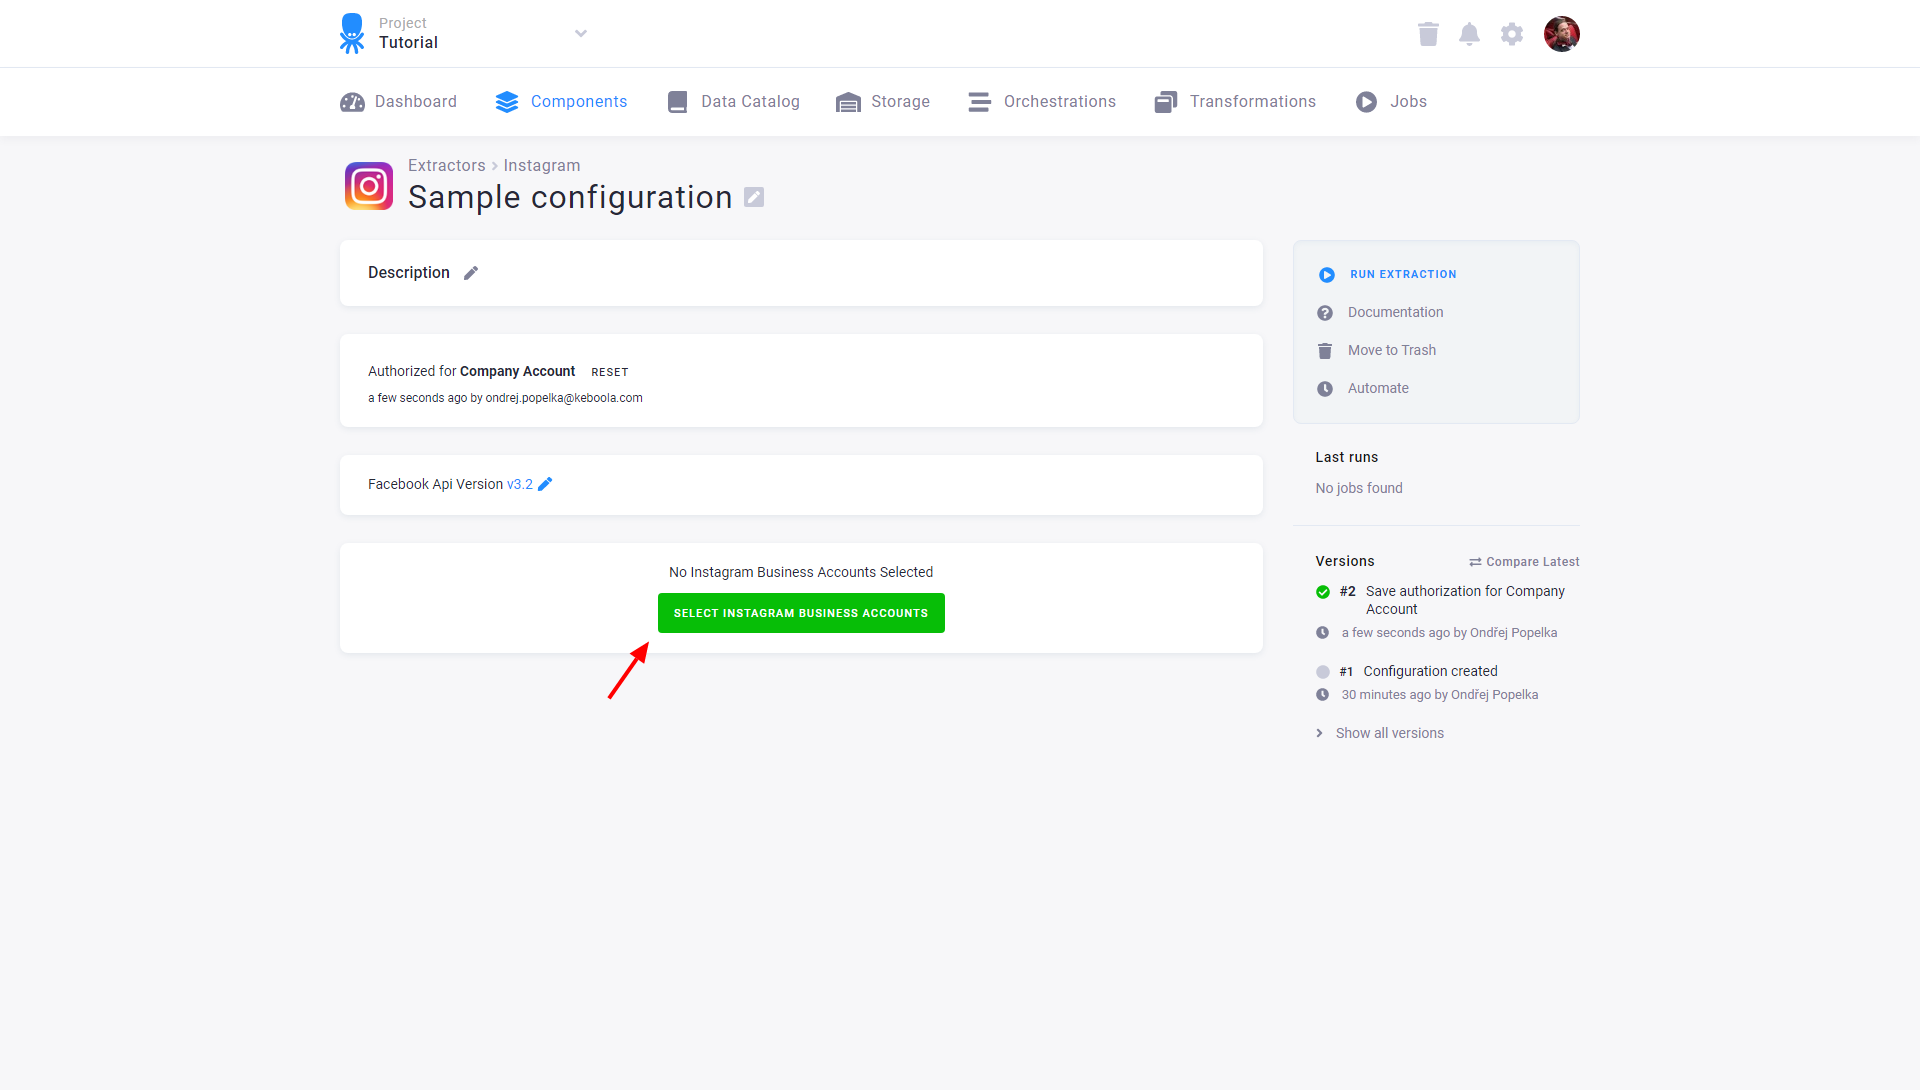 Project
Tutorial
Dashboard
Components
Data Catalog
Storage
Orchestrations
Transformations
Jobs
Extractors > Instagram
Sample configuration
Description
Authorized for Company Account RESET
a few seconds ago by ondrej.popelka@keboola.com
Facebook Api Version v3.2
No Instagram Business Accounts Selected
SELECT INSTAGRAM BUSINESS ACCOUNTS
RUN EXTRACTION
Documentation
Move to Trash
Automate
Last runs
No jobs found
Versions Compare Latest
#2 Save authorization for Company
Account
a few seconds ago by Ondřej Popelka
#1 Configuration created
30 minutes ago by Ondřej Popelka
Show all versions